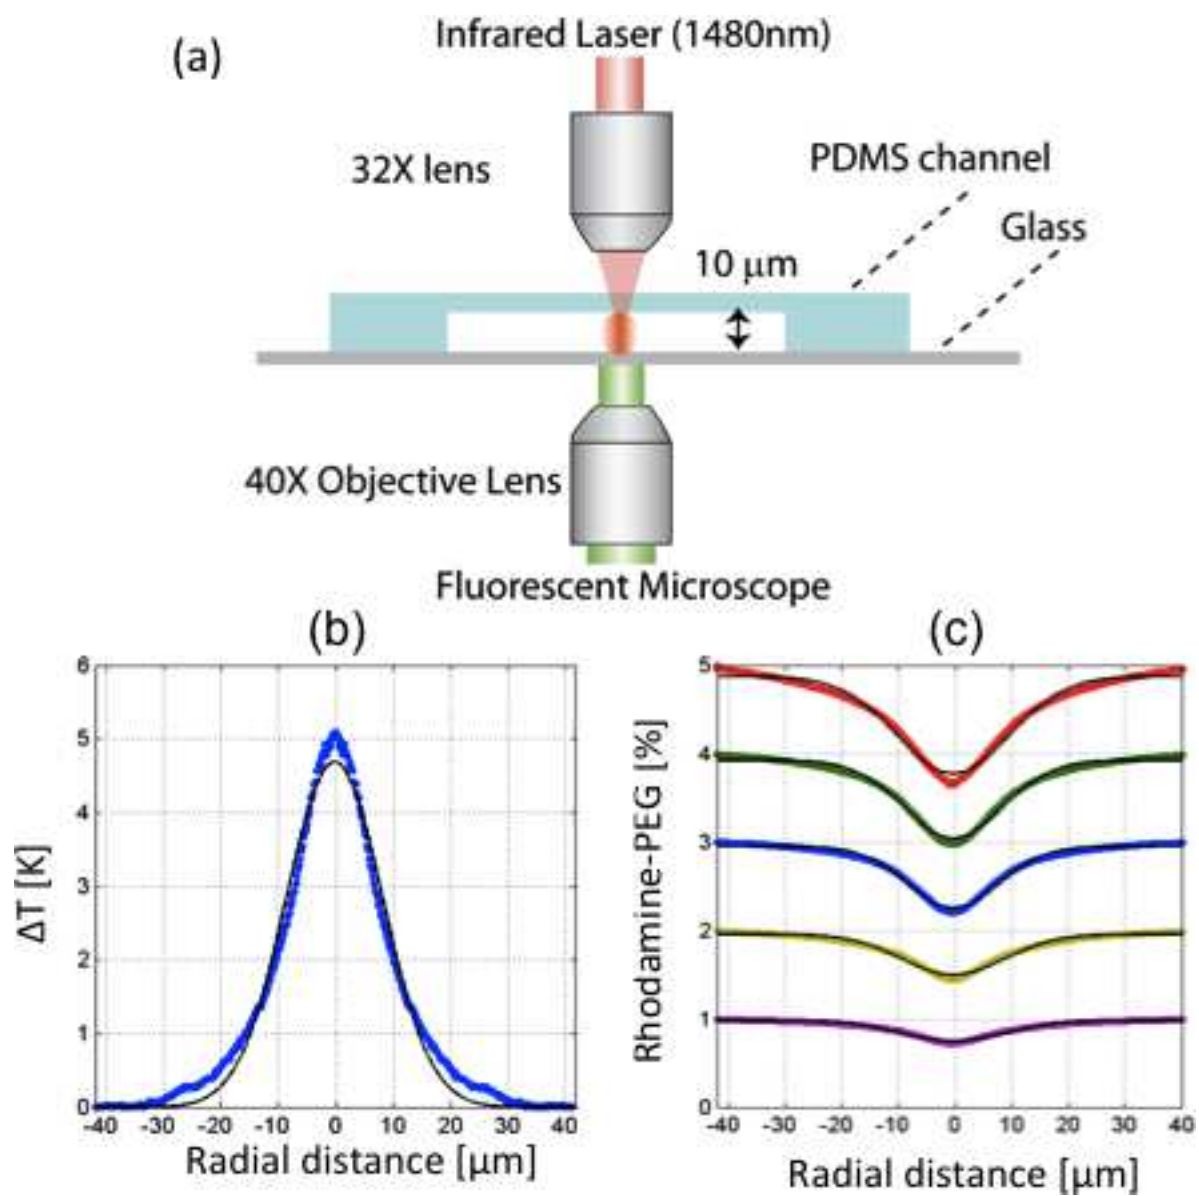 Infrared Laser (1480nm)
(a)
32X lens
PDMS channel
Glass
10 μm
40X Objective Lens
Fluorescent Microscope
(b)
(c)
6
5
4
3
2
1
0
ΔT [K]
-40 -30 -20 -10 0 10 20 30 40
Radial distance [μm]
5
4
3
2
1
0
Rhodamine-PEG [%]
-40 -30 -20 -10 0 10 20 30 40
Radial distance [μm]